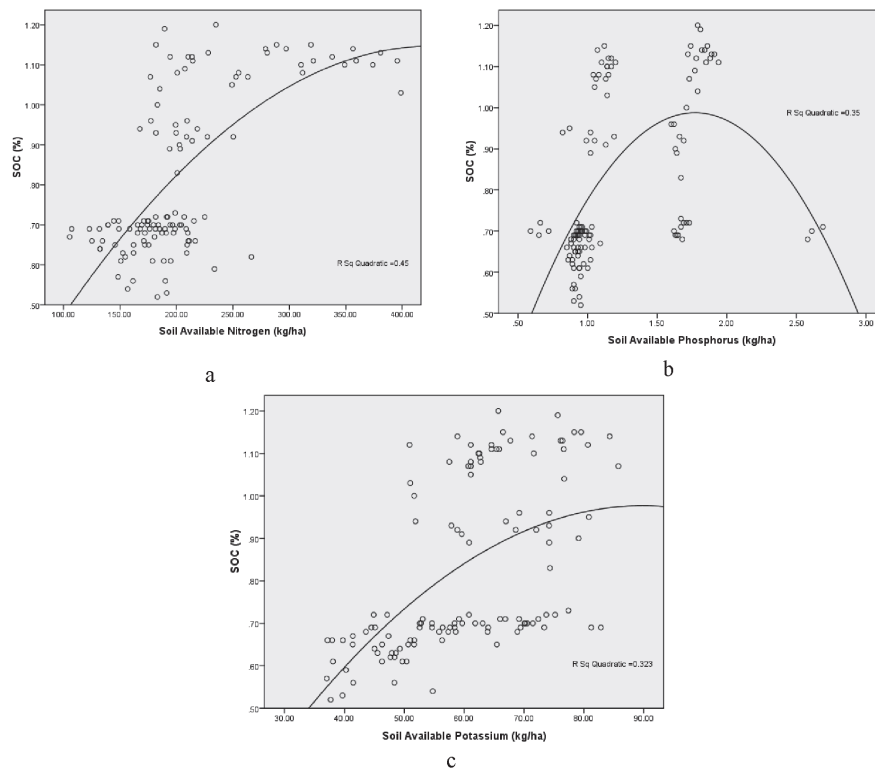 1.20
1.10
1.00
.90
.80
.70
.60
.50
SOC (%)
R Sq Quadratic =0.45
100.00 150.00 200.00 250.00 300.00 350.00 400.00
Soil Available Nitrogen (kg/ha)
a
1.20
1.10
1.00
.90
.80
.70
.60
.50
SOC (%)
R Sq Quadratic =0.35
.50 1.00 1.50 2.00 2.50 3.00
Soil Available Phosphorus (kg/ha)
b
1.20
1.10
1.00
.90
.80
.70
.60
.50
SOC (%)
R Sq Quadratic =0.323
30.00 40.00 50.00 60.00 70.00 80.00 90.00
Soil Available Potassium (kg/ha)
c